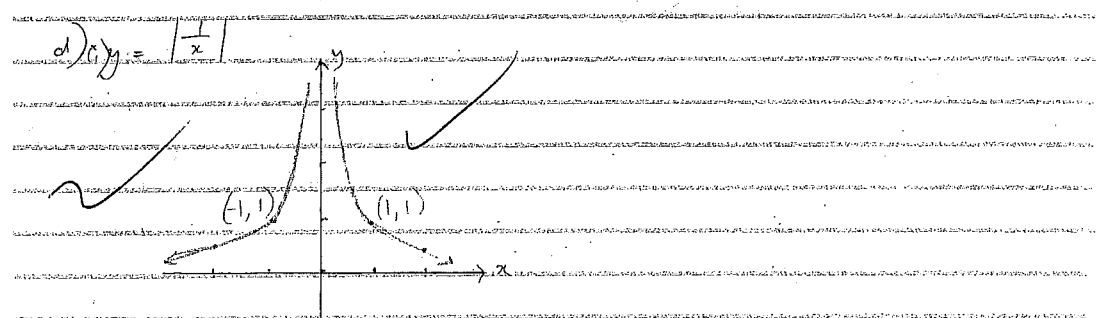 d) (i) y = |1/x|
y
(-1, 1) (1, 1)
x